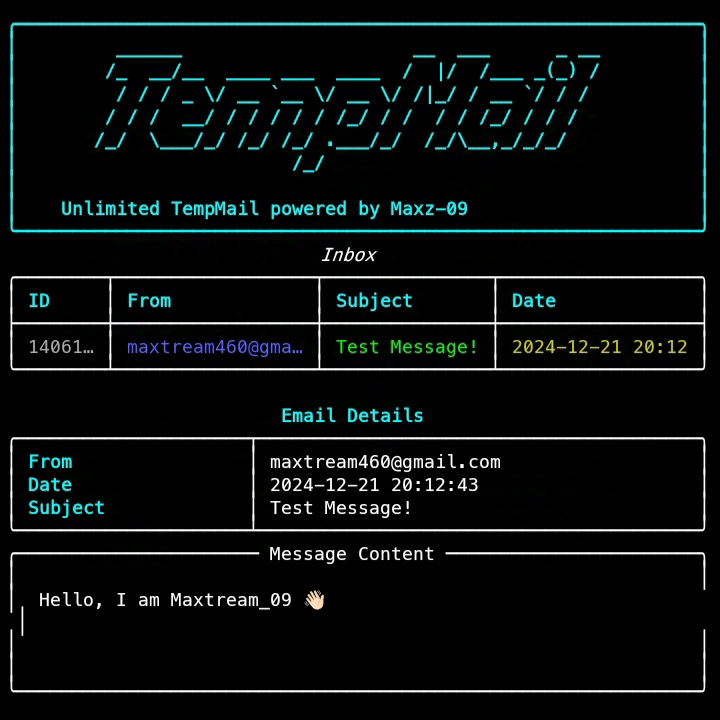 TempMail
Unlimited TempMail powered by Maxz-09
Inbox
ID From Subject Date
14061… maxtream460@gma… Test Message! 2024-12-21 20:12
Email Details
From maxtream460@gmail.com
Date 2024-12-21 20:12:43
Subject Test Message!
Message Content
Hello, I am Maxtream_09 👋🏻